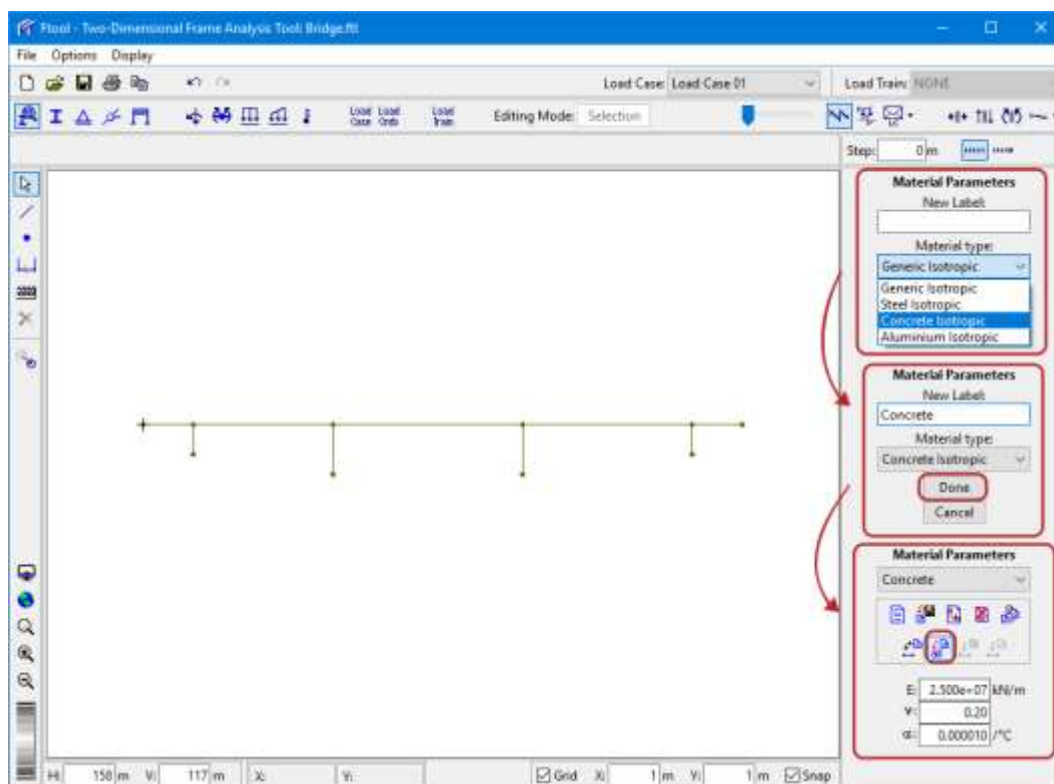 Ftool - Two-Dimensional Frame Analysis Tool: Bridge.ftl
File Options Display
Load Case: Load Case 01 Load Train: NONE
Load Case Load Cmb Load Train Editing Mode: Selection
Step: 0 m
Material Parameters
New Label:
Material type:
Generic Isotropic
Generic Isotropic
Steel Isotropic
Concrete Isotropic
Aluminium Isotropic
Material Parameters
New Label:
Concrete
Material type:
Concrete Isotropic
Done
Cancel
Material Parameters
Concrete
E: 2.500e+07 kN/m
ν: 0.20
α: 0.000010 /°C
H: 158 m V: 117 m X: Y: Grid X: 1 m Y: 1 m Snap